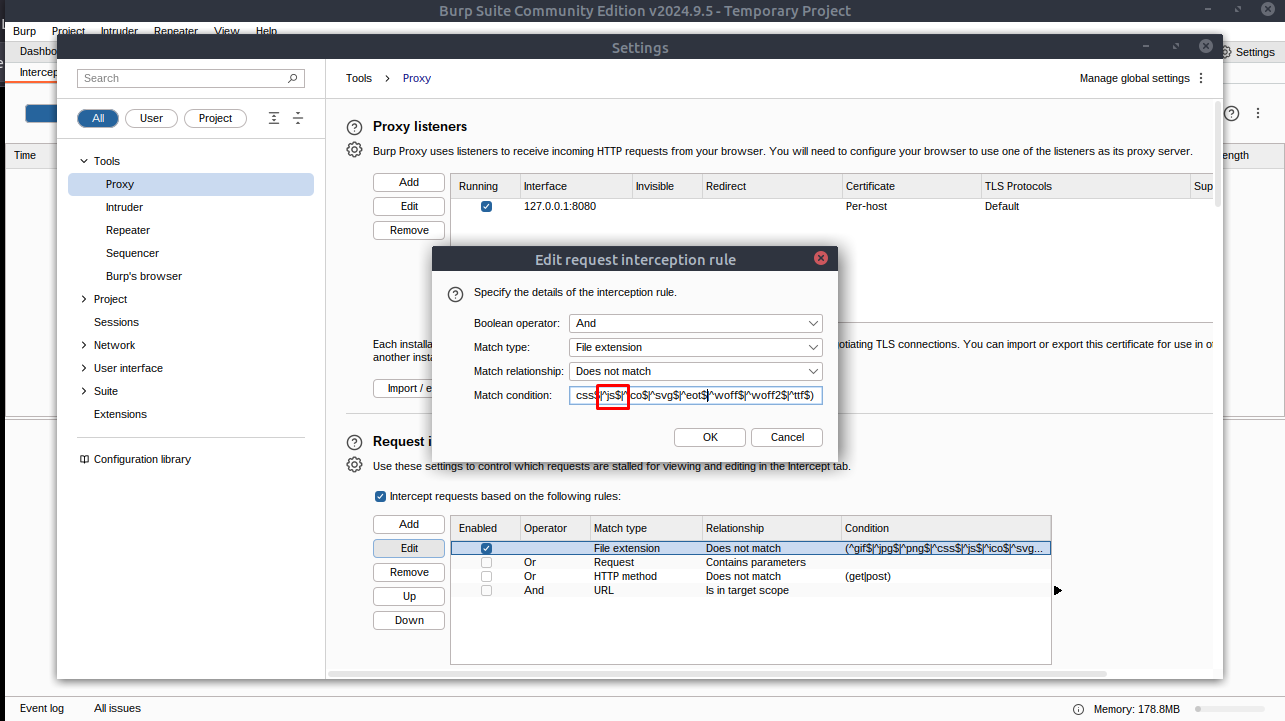 Burp Suite Community Edition v2024.9.5 - Temporary Project
Burp Project Intruder Repeater View Help
Settings
Dashbo
Settings
Intercep
Search
Tools > Proxy
Manage global settings
All User Project
Time
ength
Tools
Proxy
Intruder
Repeater
Sequencer
Burp's browser
Project
Sessions
Network
User interface
Suite
Extensions
Configuration library
Proxy listeners
Burp Proxy uses listeners to receive incoming HTTP requests from your browser. You will need to configure your browser to use one of the listeners as its proxy server.
Add
Edit
Remove
Running Interface Invisible Redirect Certificate TLS Protocols Sup
127.0.0.1:8080 Per-host Default
Each installa
otiating TLS connections. You can import or export this certificate for use in ot
another insta
Import / e
Edit request interception rule
Specify the details of the interception rule.
Boolean operator: And
Match type: File extension
Match relationship: Does not match
Match condition: css$|^js$|^ico$|^svg$|^eot$|^woff$|^woff2$|^ttf$)
OK Cancel
Request i
Use these settings to control which requests are stalled for viewing and editing in the Intercept tab.
Intercept requests based on the following rules:
Add
Edit
Remove
Up
Down
Enabled Operator Match type Relationship Condition
File extension Does not match (^gif$|^jpg$|^png$|^css$|^js$|^ico$|^svg...
Or Request Contains parameters
Or HTTP method Does not match (get|post)
And URL Is in target scope
Event log All issues
Memory: 178.8MB